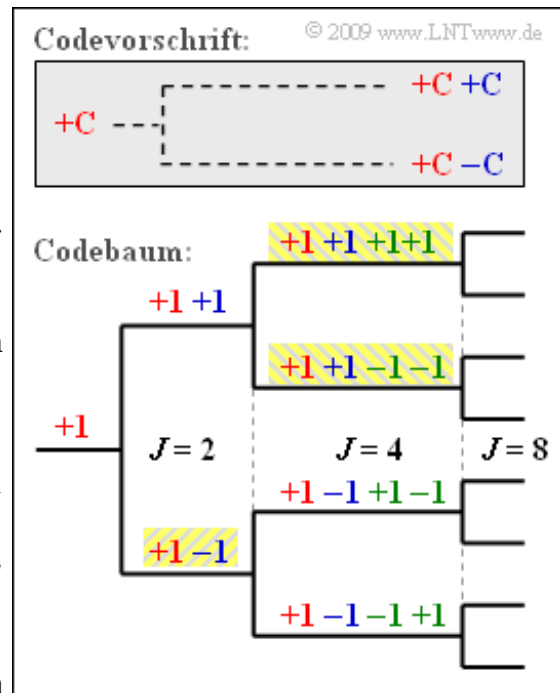 © 2009 www.LNTwww.de
Codevorschrift:
+C +C
+C
+C −C
Codebaum:
+1 +1 +1+1
+1 +1
+1 +1 −1 −1
+1
J = 2
J = 4
J = 8
+1 −1 +1 −1
+1 −1
+1 −1 −1 +1